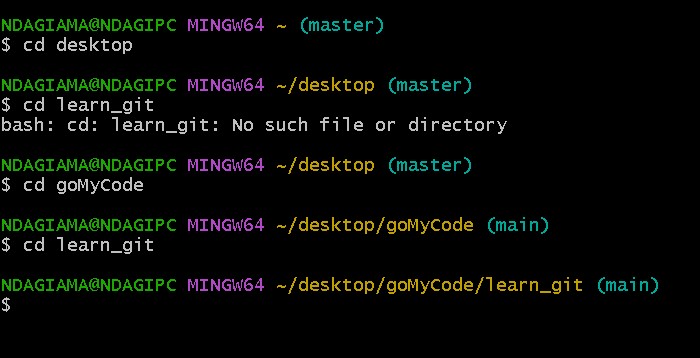 NDAGIAMA@NDAGIPC MINGW64 ~ (master)
$ cd desktop
NDAGIAMA@NDAGIPC MINGW64 ~/desktop (master)
$ cd learn_git
bash: cd: learn_git: No such file or directory
NDAGIAMA@NDAGIPC MINGW64 ~/desktop (master)
$ cd goMyCode
NDAGIAMA@NDAGIPC MINGW64 ~/desktop/goMyCode (main)
$ cd learn_git
NDAGIAMA@NDAGIPC MINGW64 ~/desktop/goMyCode/learn_git (main)
$